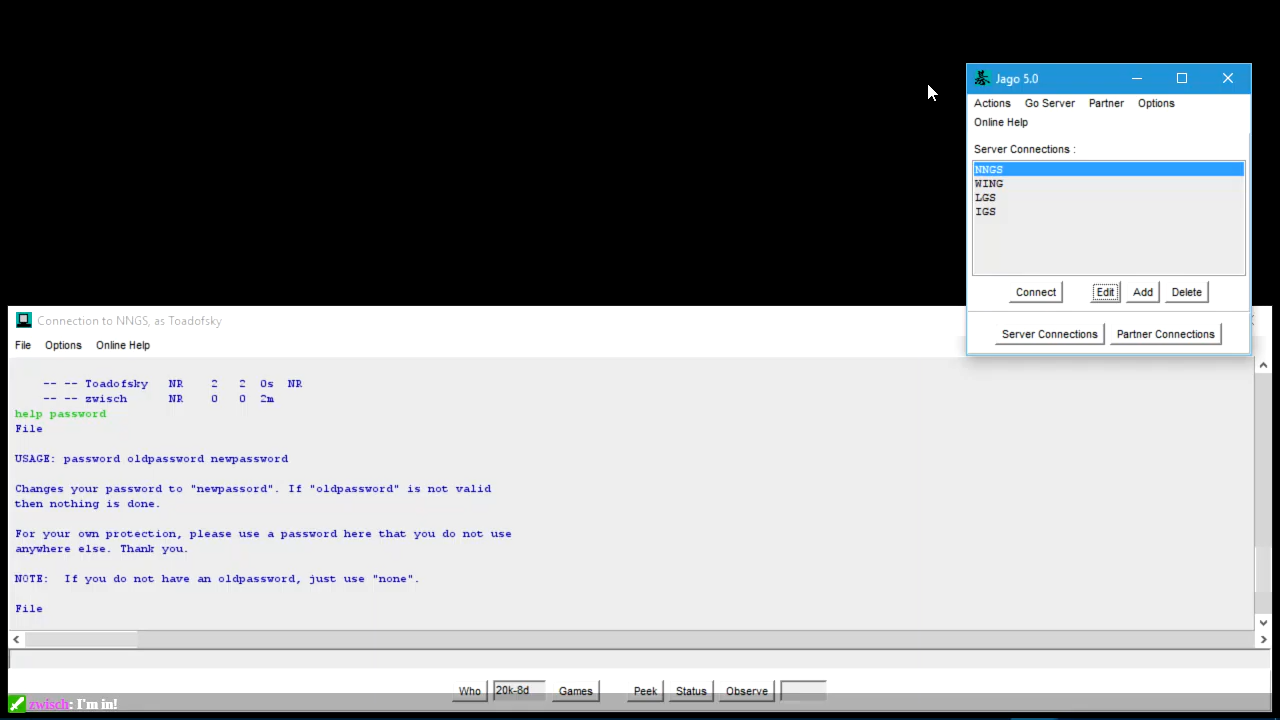 Jago 5.0
Actions Go Server Partner Options
Online Help
Server Connections :
NNGS
WING
LGS
IGS
Connect Edit Add Delete
Server Connections Partner Connections
Connection to NNGS, as Toadofsky
File Options Online Help
-- -- Toadofsky NR 2 2 0s NR
-- -- zwisch NR 0 0 2m
help password
File
USAGE: password oldpassword newpassword
Changes your password to "newpassord". If "oldpassword" is not valid
then nothing is done.
For your own protection, please use a password here that you do not use
anywhere else. Thank you.
NOTE: If you do not have an oldpassword, just use "none".
File
Who 20k-8d Games Peek Status Observe
zwisch: I'm in!